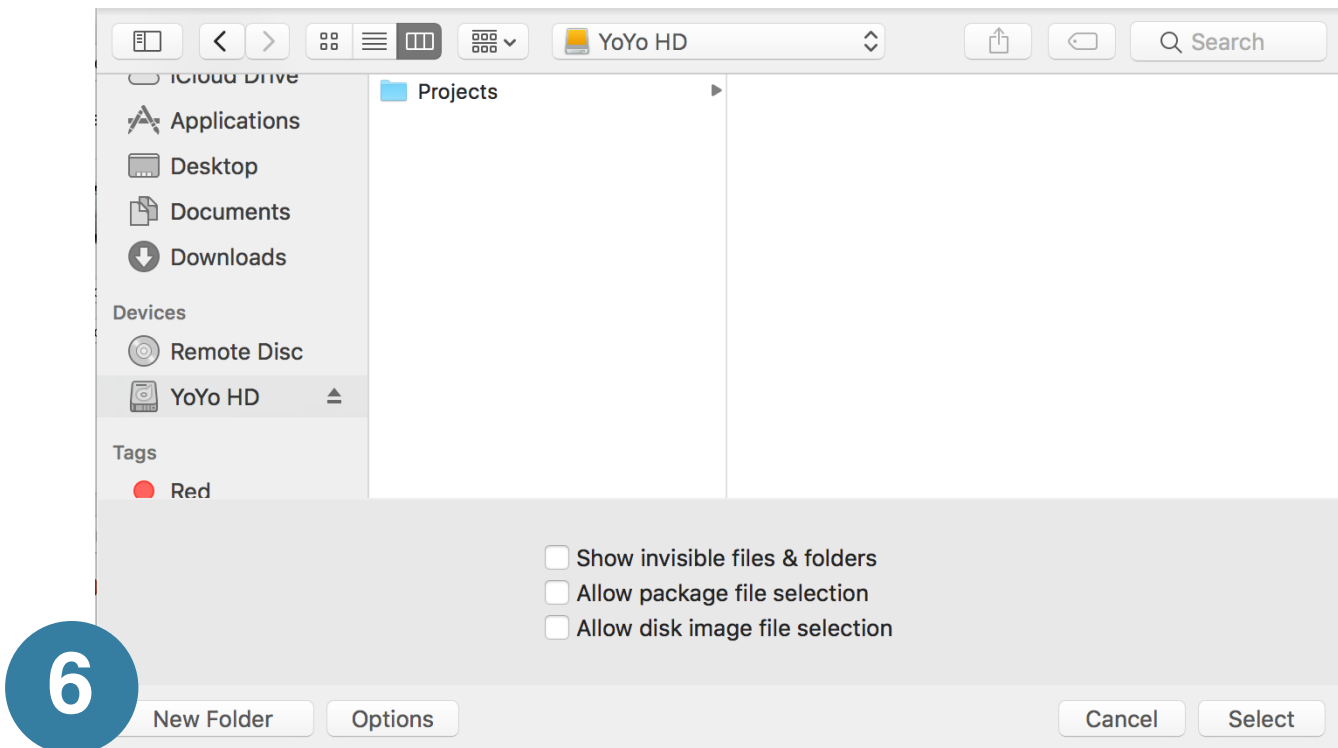 YoYo HD
Search
iCloud Drive
Applications
Desktop
Documents
Downloads
Devices
Remote Disc
YoYo HD
Tags
Red
Projects
Show invisible files & folders
Allow package file selection
Allow disk image file selection
6
New Folder
Options
Cancel
Select